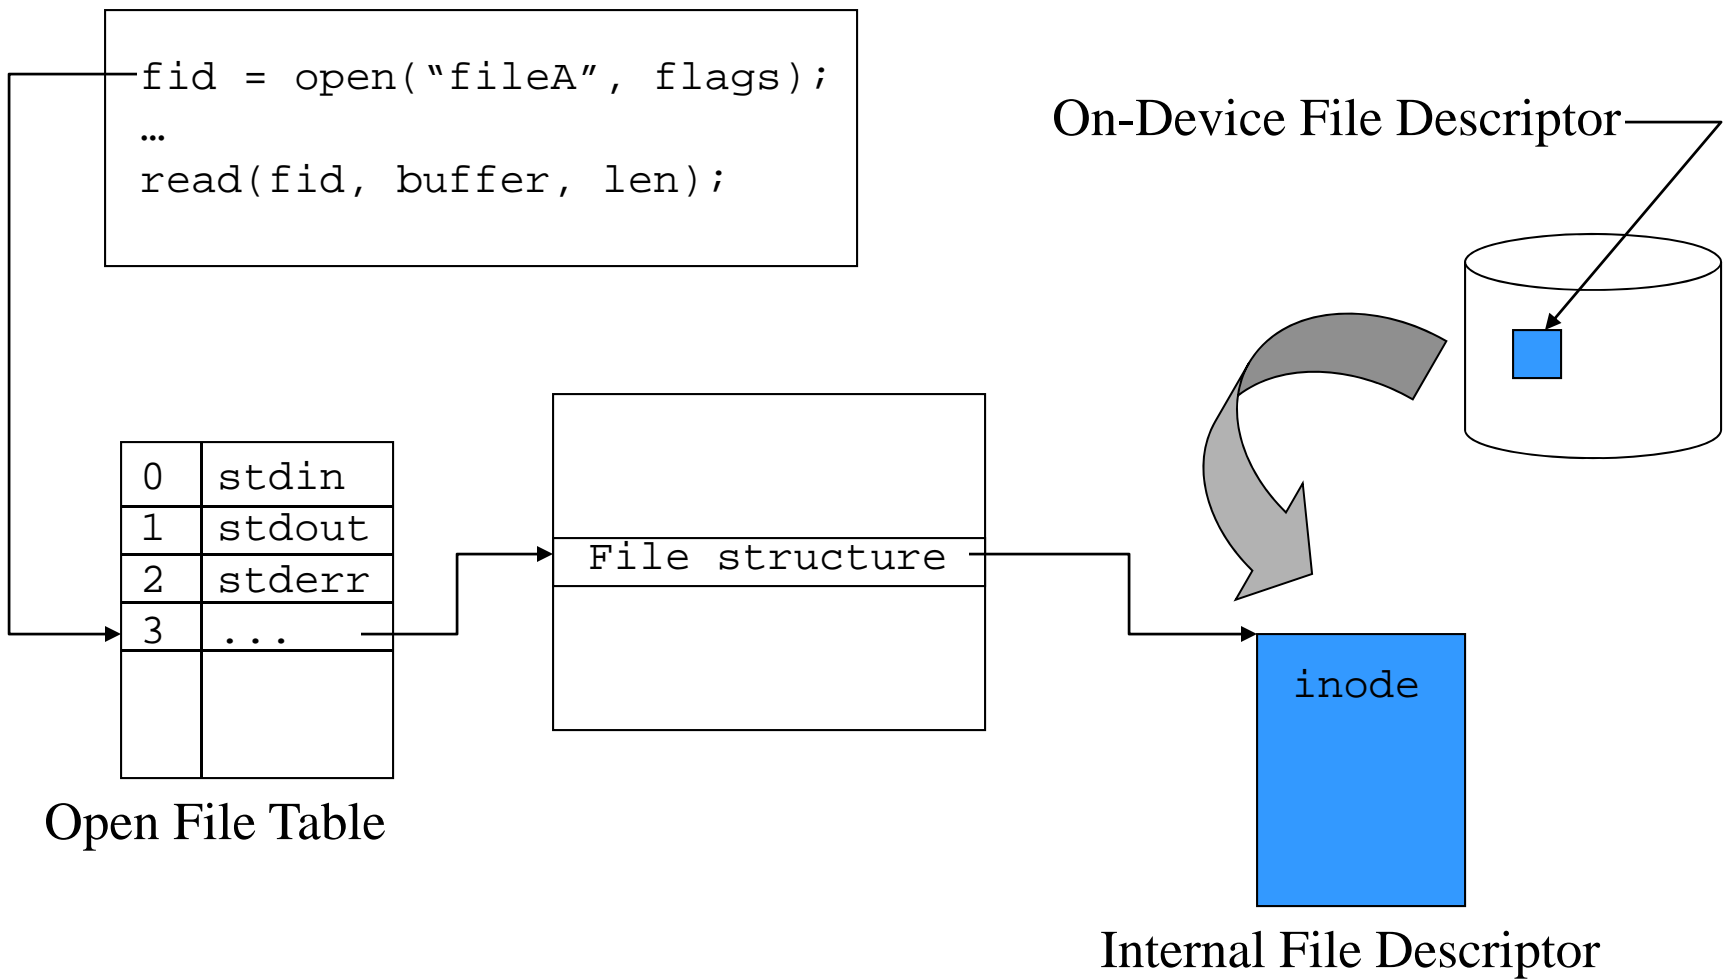 fid = open(“fileA”, flags);
…
read(fid, buffer, len);
On-Device File Descriptor
0 stdin
1 stdout
2 stderr
3 ...
File structure
inode
Open File Table
Internal File Descriptor